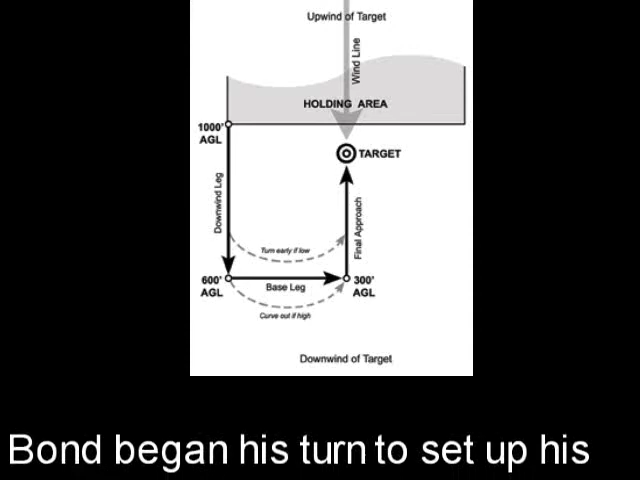 Upwind of Target
Wind Line
HOLDING AREA
1000'
AGL
TARGET
Downwind Leg
Final Approach
Turn early if low
600'
AGL
Base Leg
300'
AGL
Curve out if high
Downwind of Target
Bond began his turn to set up his